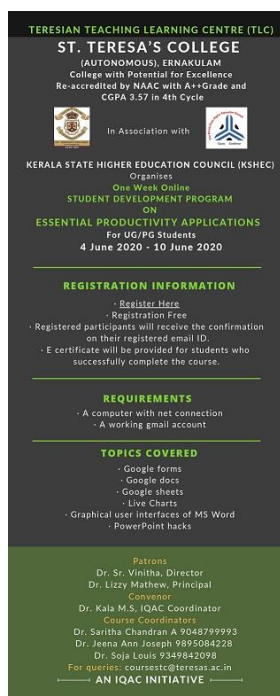 TERESIAN TEACHING LEARNING CENTRE (TLC)
ST. TERESA'S COLLEGE
(AUTONOMOUS), ERNAKULAM
College with Potential for Excellence
Re-accredited by NAAC with A++Grade and
CGPA 3.57 in 4th Cycle
In Association with
KERALA STATE HIGHER EDUCATION COUNCIL (KSHEC)
Organises
One Week Online
STUDENT DEVELOPMENT PROGRAM
ON
ESSENTIAL PRODUCTIVITY APPLICATIONS
For UG/PG Students
4 June 2020 - 10 June 2020
REGISTRATION INFORMATION
· Register Here
· Registration Free
· Registered participants will receive the confirmation
on their registered email ID.
· E certificate will be provided for students who
successfully complete the course.
REQUIREMENTS
· A computer with net connection
· A working gmail account
TOPICS COVERED
· Google forms
· Google docs
· Google sheets
· Live Charts
· Graphical user interfaces of MS Word
· PowerPoint hacks
Patrons
Dr. Sr. Vinitha, Director
Dr. Lizzy Mathew, Principal
Convenor
Dr. Kala M.S, IQAC Coordinator
Course Coordinators
Dr. Saritha Chandran A 9048799993
Dr. Jeena Ann Joseph 9895084228
Dr. Soja Louis 9349842098
For queries: coursestc@teresas.ac.in
AN IQAC INITIATIVE